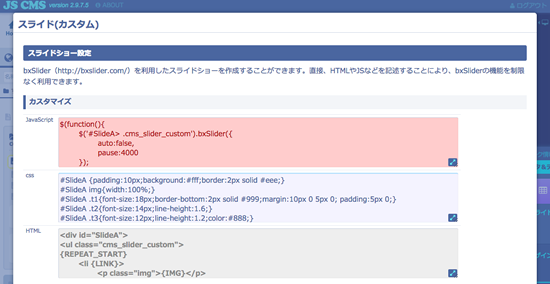 JS CMS version 2.9.7.5 ABOUT
ログアウト
スライド(カスタム)
スライドショー設定
bxSlider（http://bxslider.com/）を利用したスライドショーを作成することができます。直接、HTMLやJSなどを記述することにより、bxSliderの機能を制限
なく利用できます。
カスタマイズ
JavaScript
$(function(){
$('#SlideA> .cms_slider_custom').bxSlider({
auto:false,
pause:4000
});
css
#SlideA {padding:10px;background:#fff;border:2px solid #eee;}
#SlideA img{width:100%;}
#SlideA .t1{font-size:18px;border-bottom:2px solid #999;margin:10px 0 5px 0; padding:5px 0;}
#SlideA .t2{font-size:14px;line-height:1.6;}
#SlideA .t3{font-size:12px;line-height:1.2;color:#888;}
HTML
<div id="SlideA">
<ul class="cms_slider_custom">
{REPEAT_START}
<li {LINK}>
<p class="img">{IMG}</p>